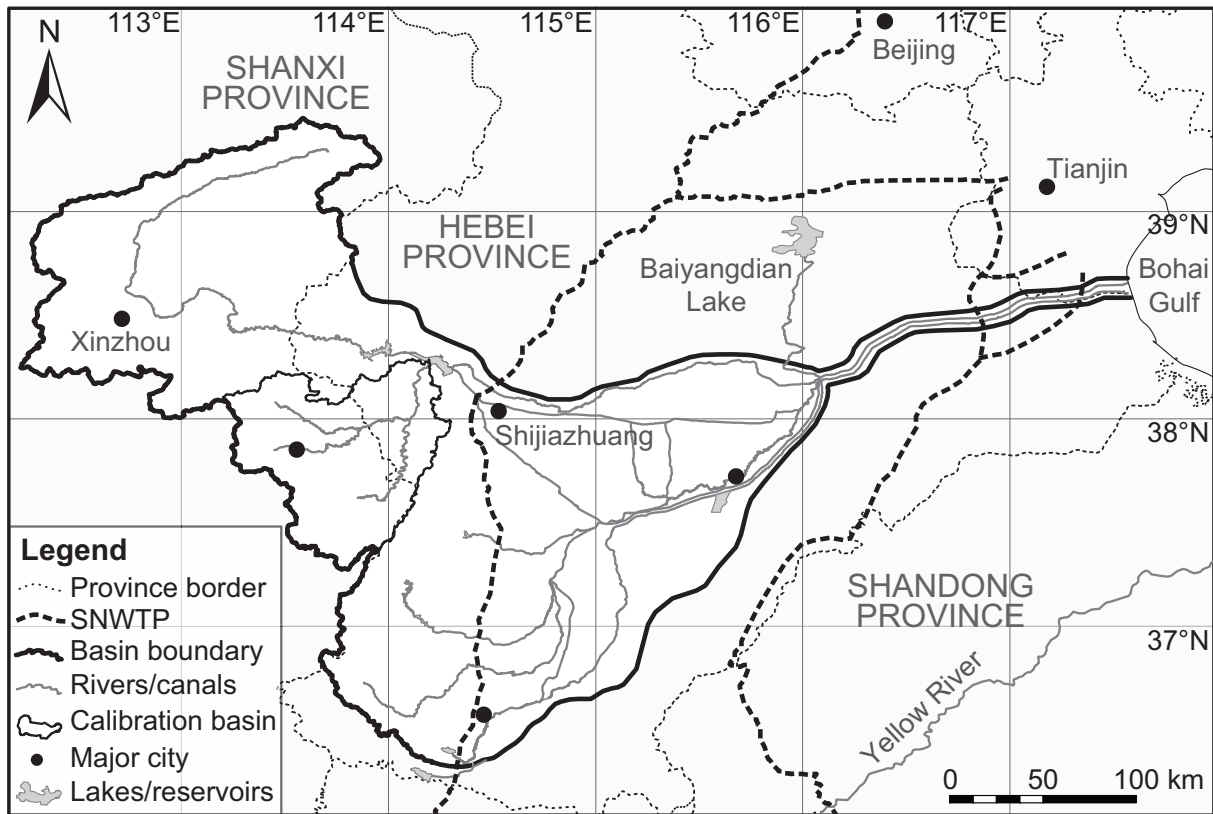 113°E
114°E
115°E
116°E
117°E
N
Beijing
SHANXI
PROVINCE
Tianjin
39°N
HEBEI
PROVINCE
Baiyangdian
Lake
Bohai
Gulf
Xinzhou
Shijiazhuang
38°N
Legend
Province border
SNWTP
Basin boundary
Rivers/canals
Calibration basin
Major city
Lakes/reservoirs
SHANDONG
PROVINCE
37°N
Yellow River
0 50 100 km